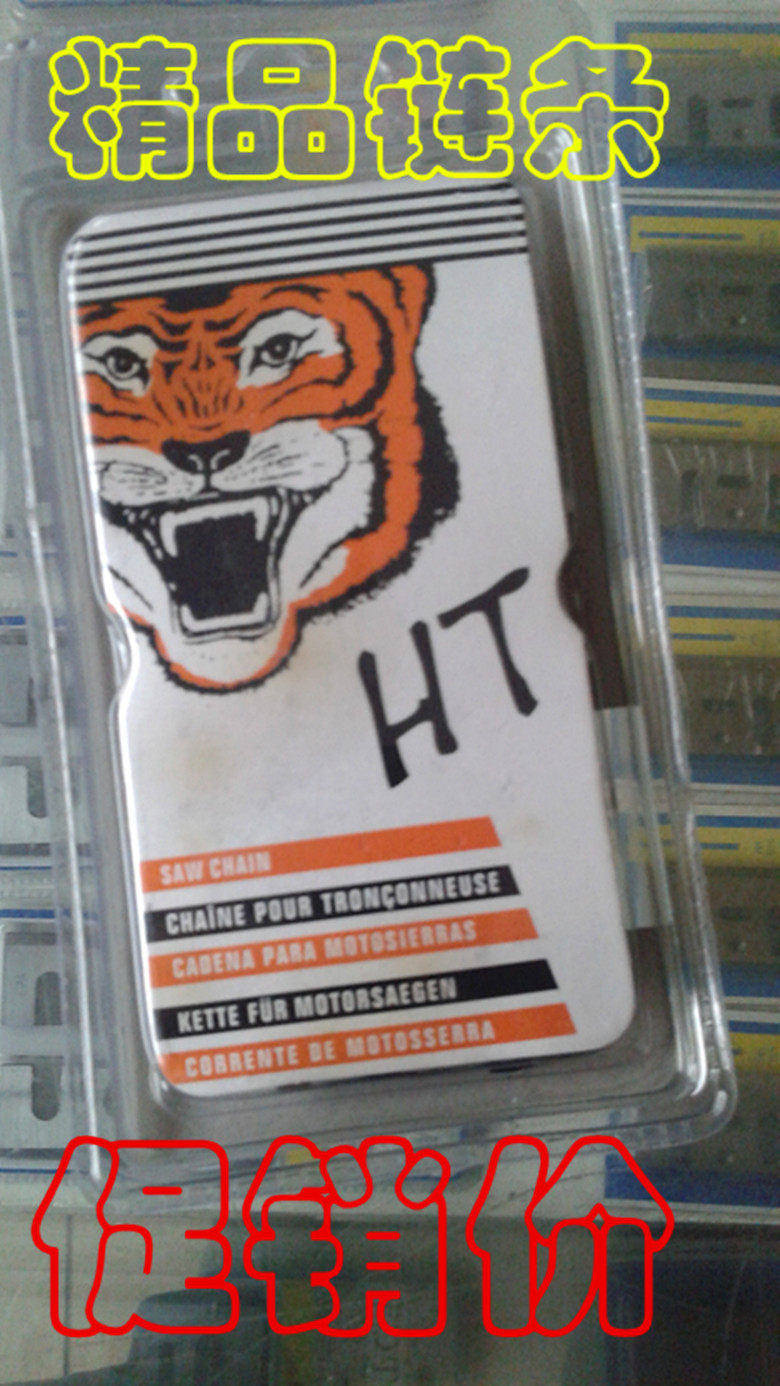 精品链条
HT
SAW CHAIN
CHAÎNE POUR TRONÇONNEUSE
CADENA PARA MOTOSIERRAS
KETTE FÜR MOTORSAEGEN
CORRENTE DE MOTOSSERRA
促销价